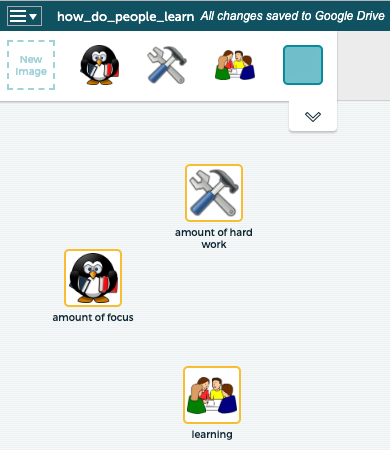 how_do_people_learn All changes saved to Google Drive
New
Image
amount of hard
work
amount of focus
learning